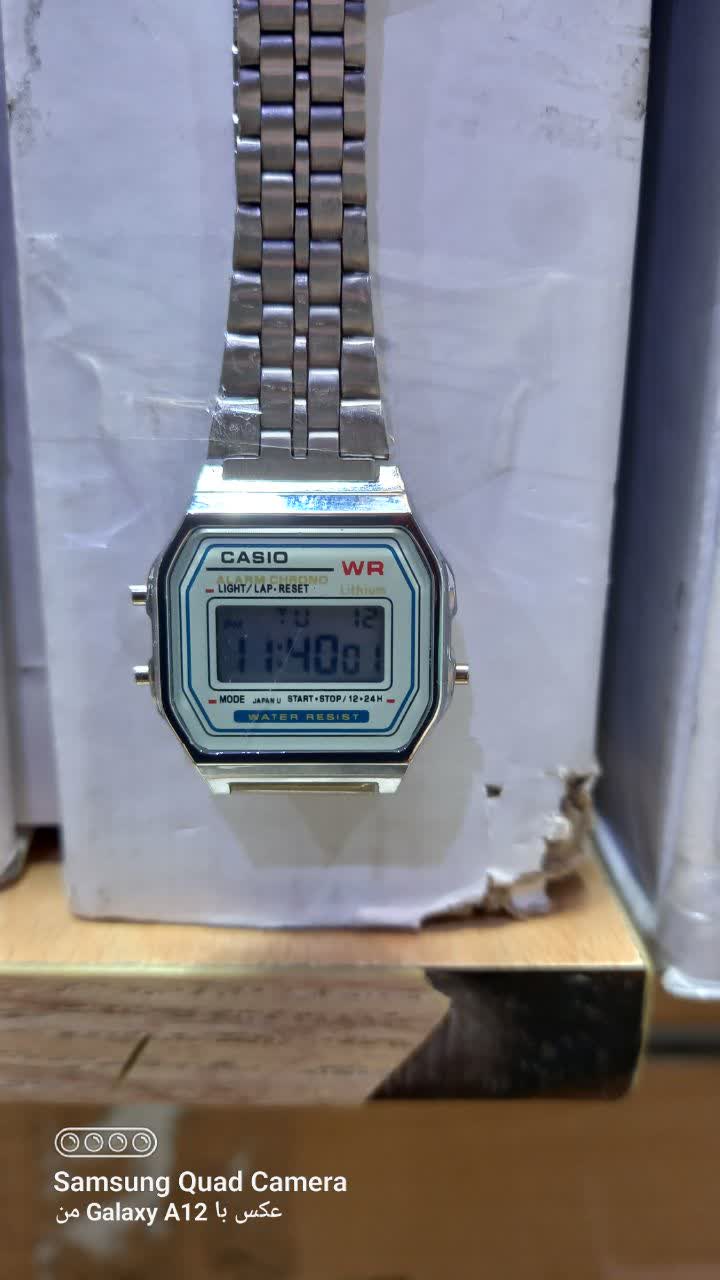 CASIO
WR
ALARM CHRONO
LIGHT/LAP•RESET
Lithium
TU 12
PM
11:40 01
MODE JAPAN U START•STOP/12•24H
WATER RESIST
Samsung Quad Camera
عکس با Galaxy A12 من